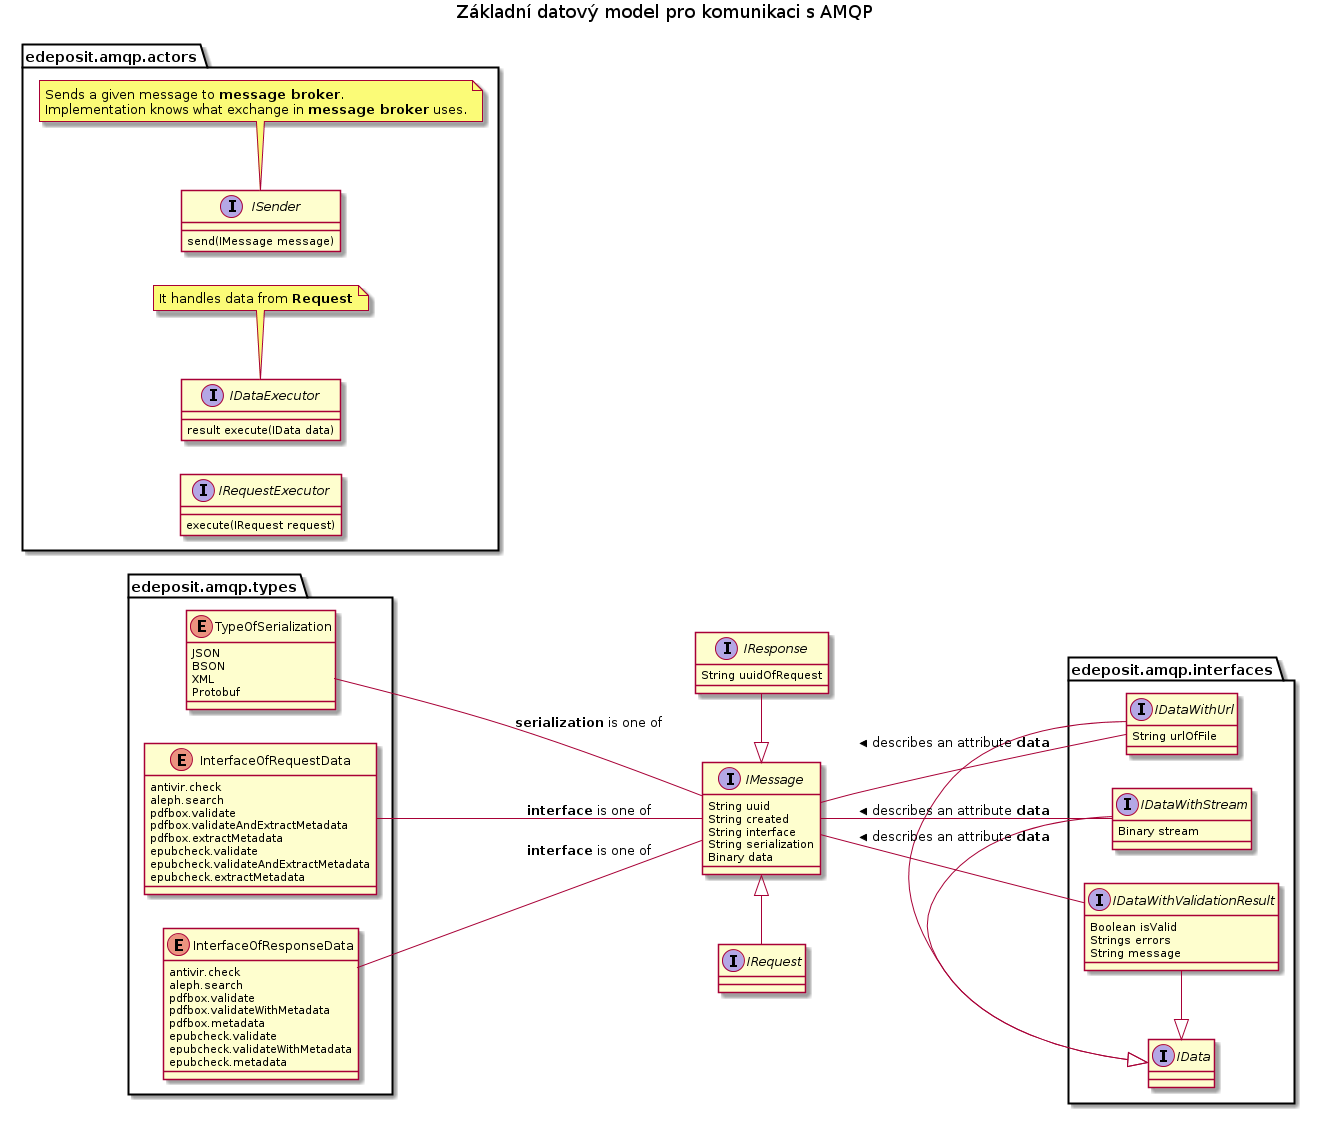 Základní datový model pro komunikaci s AMQP
edeposit.amqp.actors
Sends a given message to message broker.
Implementation knows what exchange in message broker uses.
I ISender
send(IMessage message)
It handles data from Request
I IDataExecutor
result execute(IData data)
I IRequestExecutor
execute(IRequest request)
edeposit.amqp.types
E TypeOfSerialization
JSON
BSON
XML
Protobuf
E InterfaceOfRequestData
antivir.check
aleph.search
pdfbox.validate
pdfbox.validateAndExtractMetadata
pdfbox.extractMetadata
epubcheck.validate
epubcheck.validateAndExtractMetadata
epubcheck.extractMetadata
E InterfaceOfResponseData
antivir.check
aleph.search
pdfbox.validate
pdfbox.validateWithMetadata
pdfbox.metadata
epubcheck.validate
epubcheck.validateWithMetadata
epubcheck.metadata
serialization is one of
interface is one of
interface is one of
I IResponse
String uuidOfRequest
I IMessage
String uuid
String created
String interface
String serialization
Binary data
I IRequest
◄ describes an attribute data
◄ describes an attribute data
◄ describes an attribute data
edeposit.amqp.interfaces
I IDataWithUrl
String urlOfFile
I IDataWithStream
Binary stream
I IDataWithValidationResult
Boolean isValid
Strings errors
String message
I IData